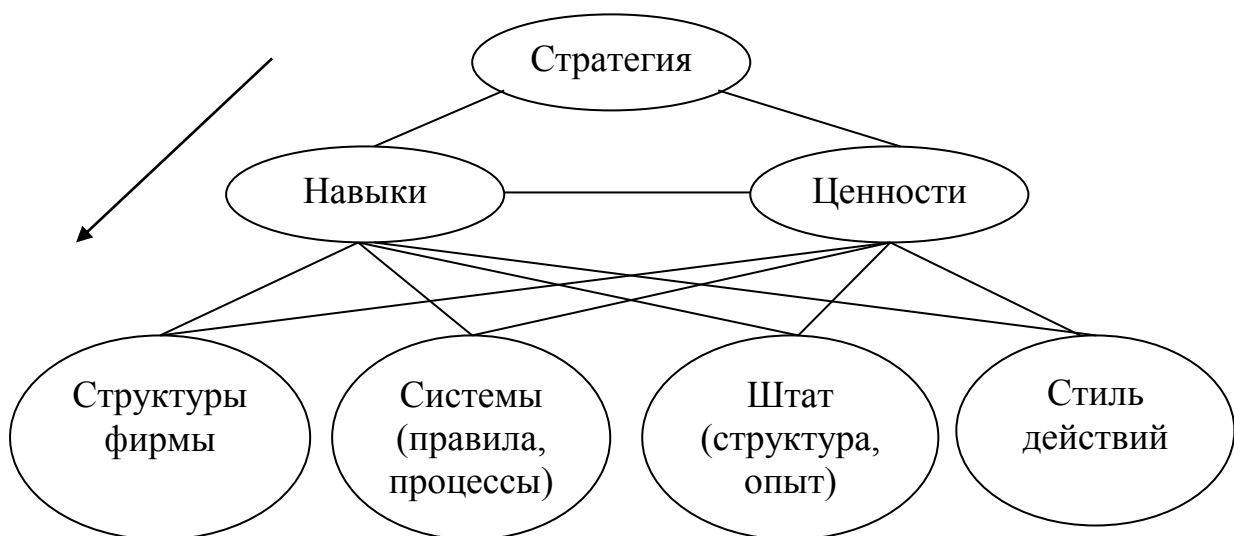 Стратегия
Навыки
Ценности
Структуры
фирмы
Системы
(правила,
процессы)
Штат
(структура,
опыт)
Стиль
действий